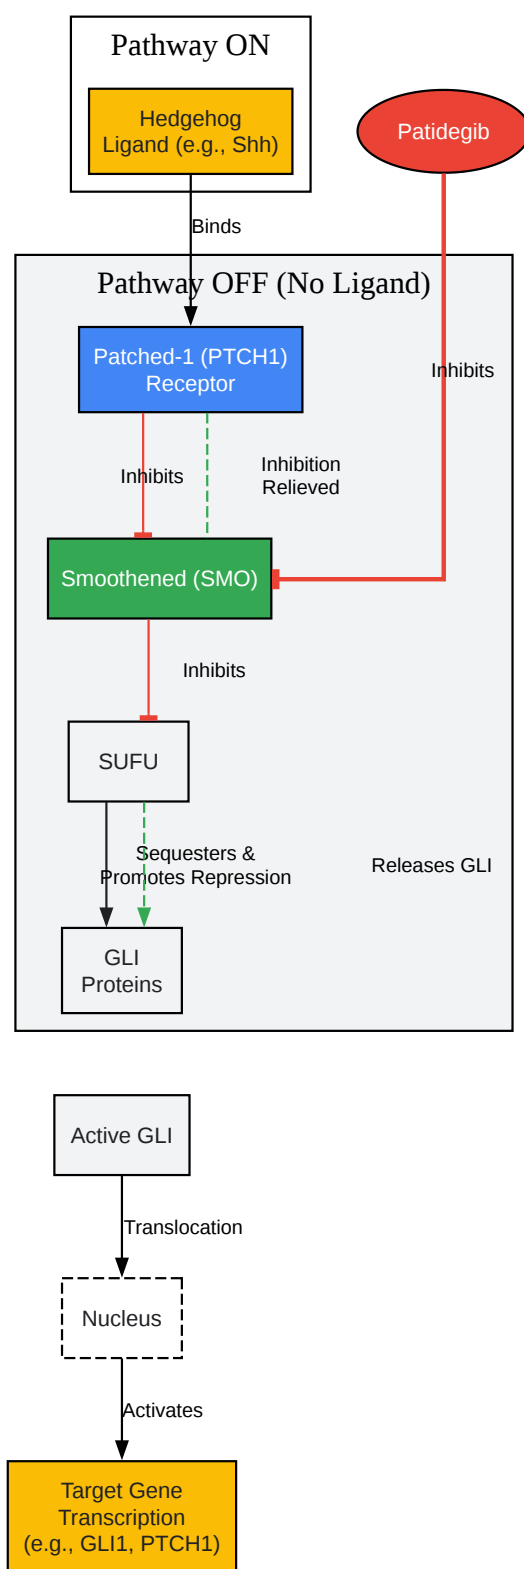 Pathway ON
Hedgehog
Ligand (e.g., Shh)
Patidegib
Binds
Pathway OFF (No Ligand)
Patched-1 (PTCH1)
Receptor
Inhibits
Inhibits
Inhibition
Relieved
Smoothened (SMO)
Inhibits
SUFU
Sequesters &
Promotes Repression
Releases GLI
GLI
Proteins
Active GLI
Translocation
Nucleus
Activates
Target Gene
Transcription
(e.g., GLI1, PTCH1)